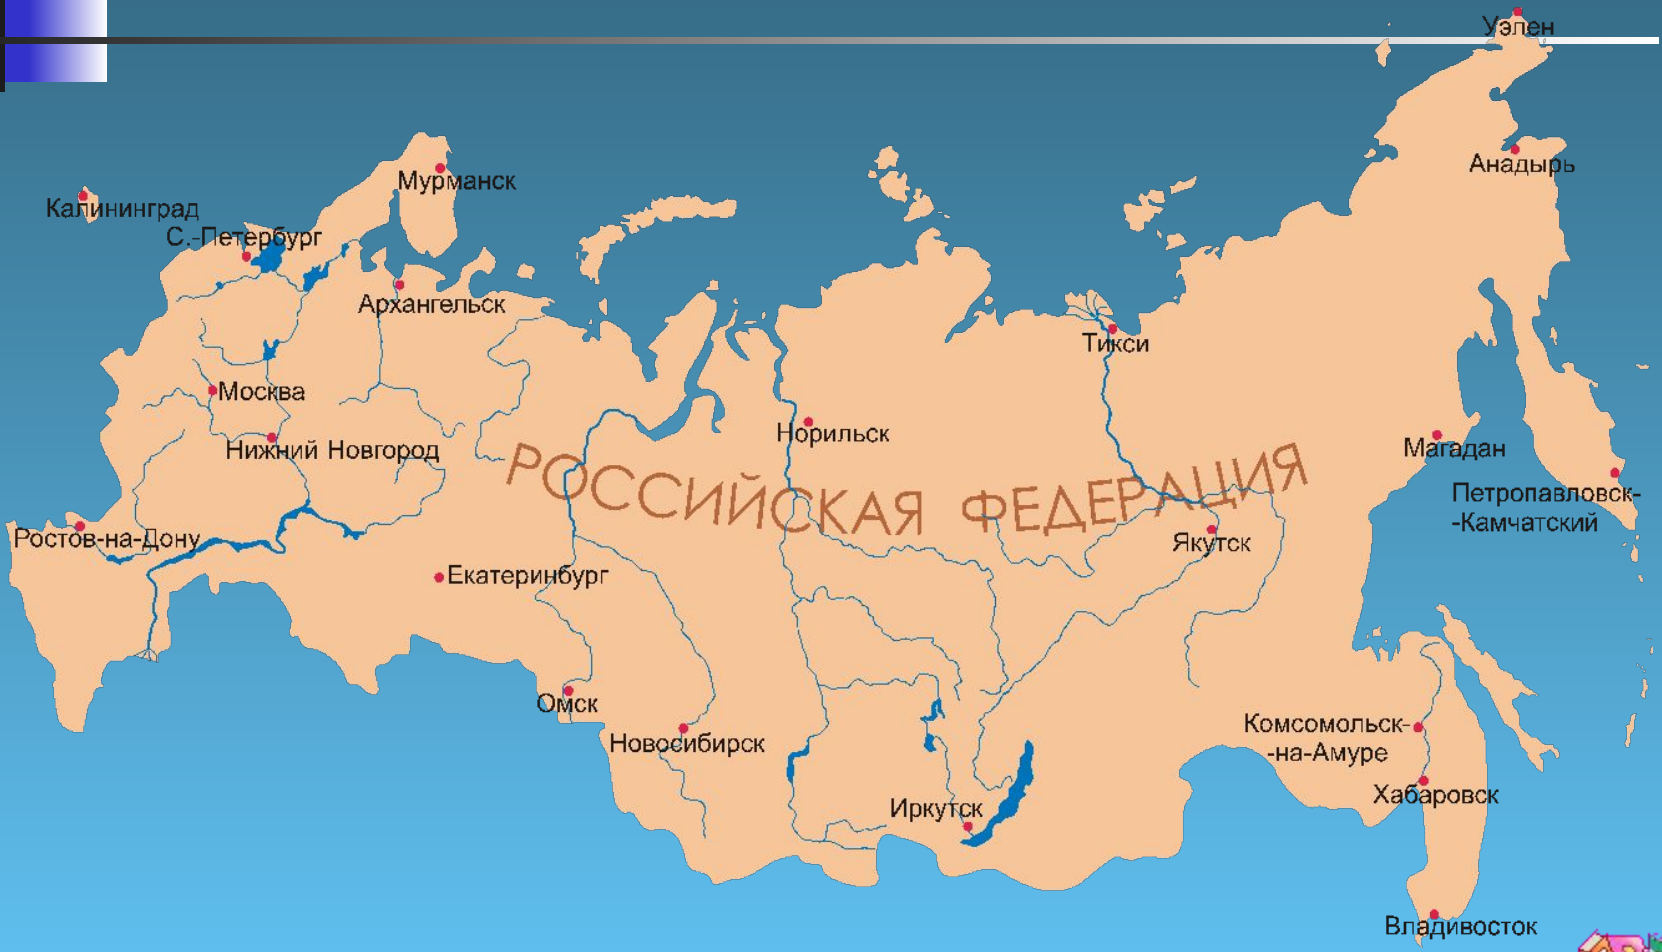 Уэлен
Анадырь
Мурманск
Калининград
С.-Петербург
Архангельск
Тикси
Москва
Норильск
Нижний Новгород
Магадан
РОССИЙСКАЯ ФЕДЕРАЦИЯ
Петропавловск-
-Камчатский
Ростов-на-Дону
Якутск
Екатеринбург
Омск
Новосибирск
Комсомольск-
-на-Амуре
Хабаровск
Иркутск
Владивосток